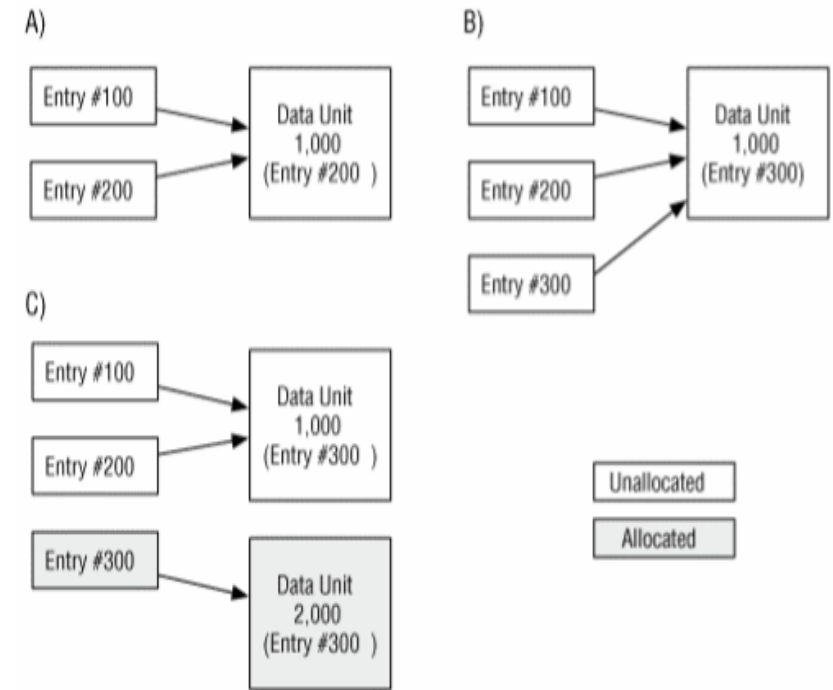 A)
Entry #100
Entry #200
Data Unit
1,000
(Entry #200 )
B)
Entry #100
Entry #200
Entry #300
Data Unit
1,000
(Entry #300)
C)
Entry #100
Entry #200
Entry #300
Data Unit
1,000
(Entry #300 )
Data Unit
2,000
(Entry #300 )
Unallocated
Allocated